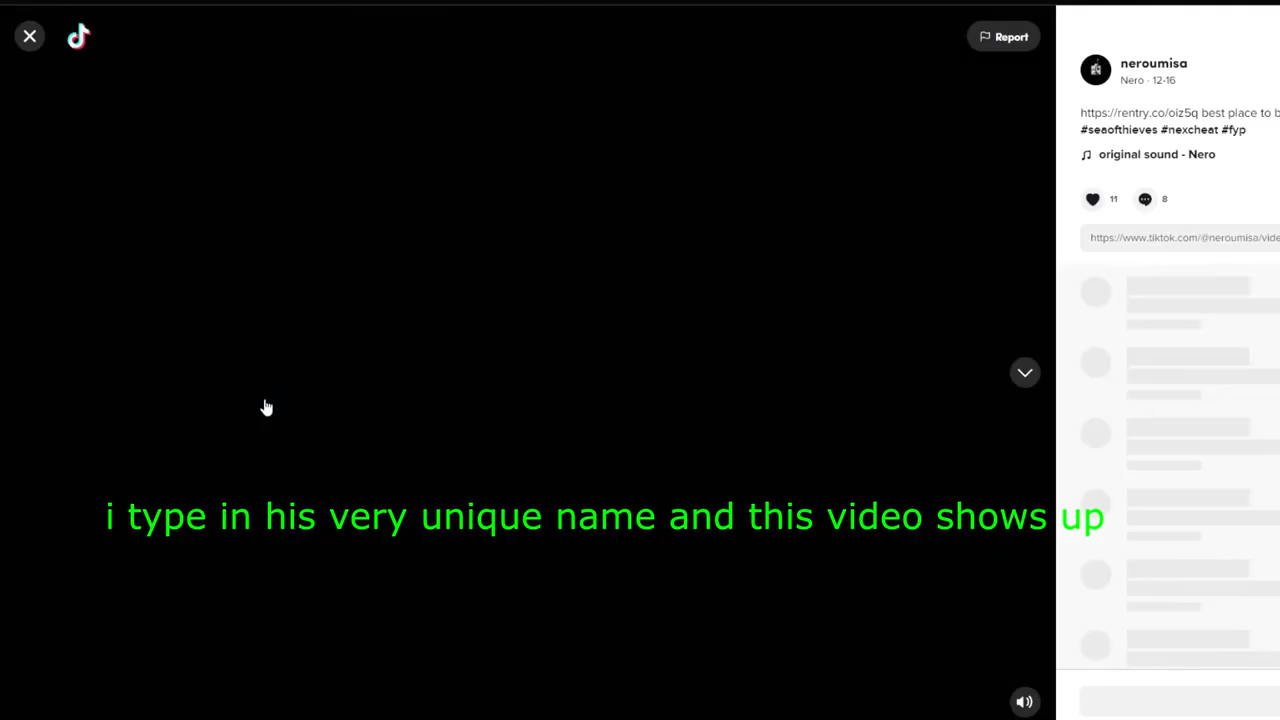 Report
neroumisa
Nero · 12-16
https://rentry.co/oiz5q best place to b
#seaofthieves #nexcheat #fyp
original sound - Nero
11
8
https://www.tiktok.com/@neroumisa/vide
i type in his very unique name and this video shows up